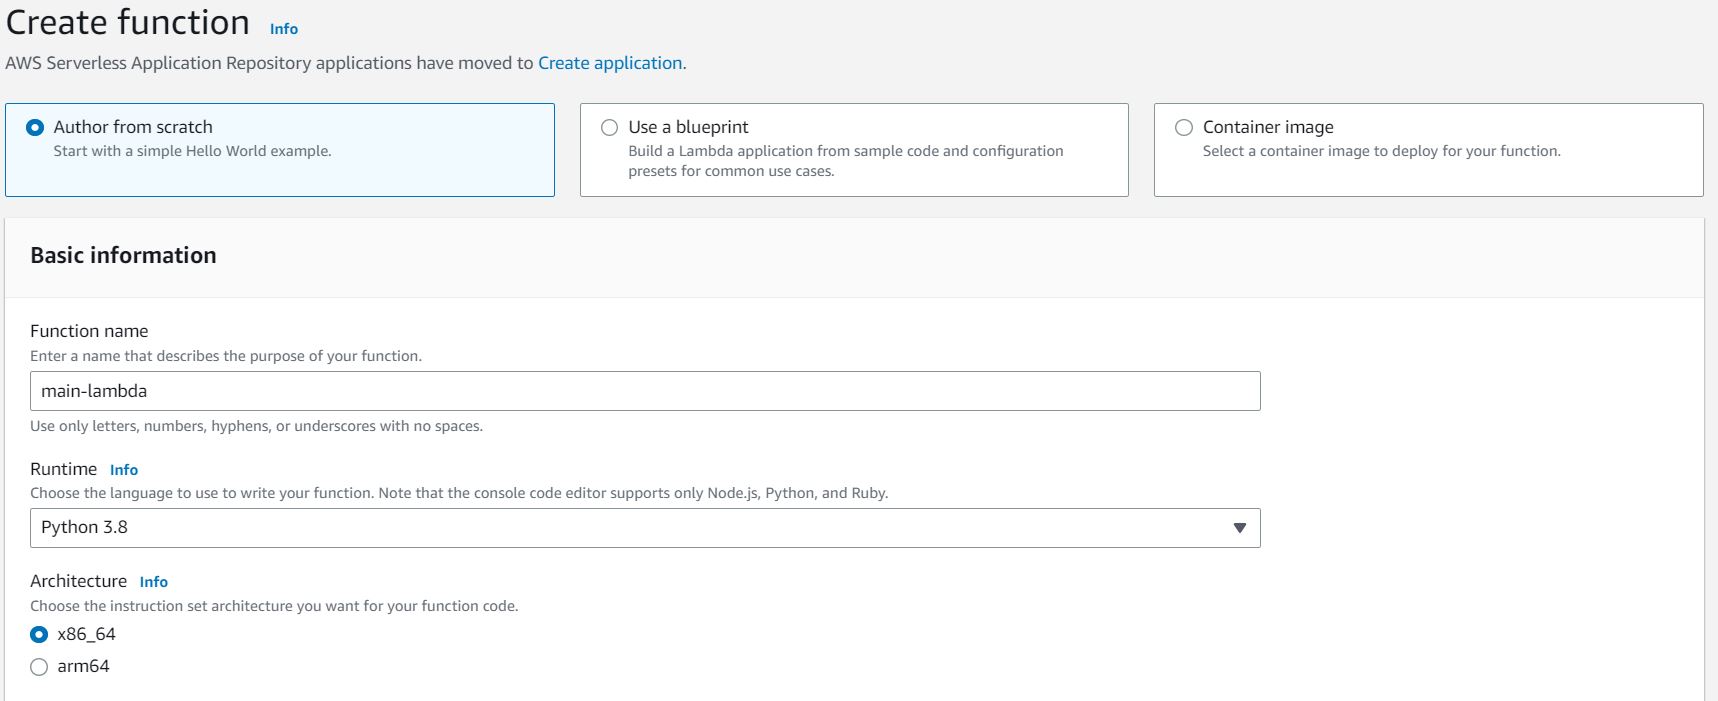 Create function Info
AWS Serverless Application Repository applications have moved to Create application.
Author from scratch
Start with a simple Hello World example.
Use a blueprint
Build a Lambda application from sample code and configuration
presets for common use cases.
Container image
Select a container image to deploy for your function.
Basic information
Function name
Enter a name that describes the purpose of your function.
main-lambda
Use only letters, numbers, hyphens, or underscores with no spaces.
Runtime Info
Choose the language to use to write your function. Note that the console code editor supports only Node.js, Python, and Ruby.
Python 3.8
Architecture Info
Choose the instruction set architecture you want for your function code.
x86_64
arm64